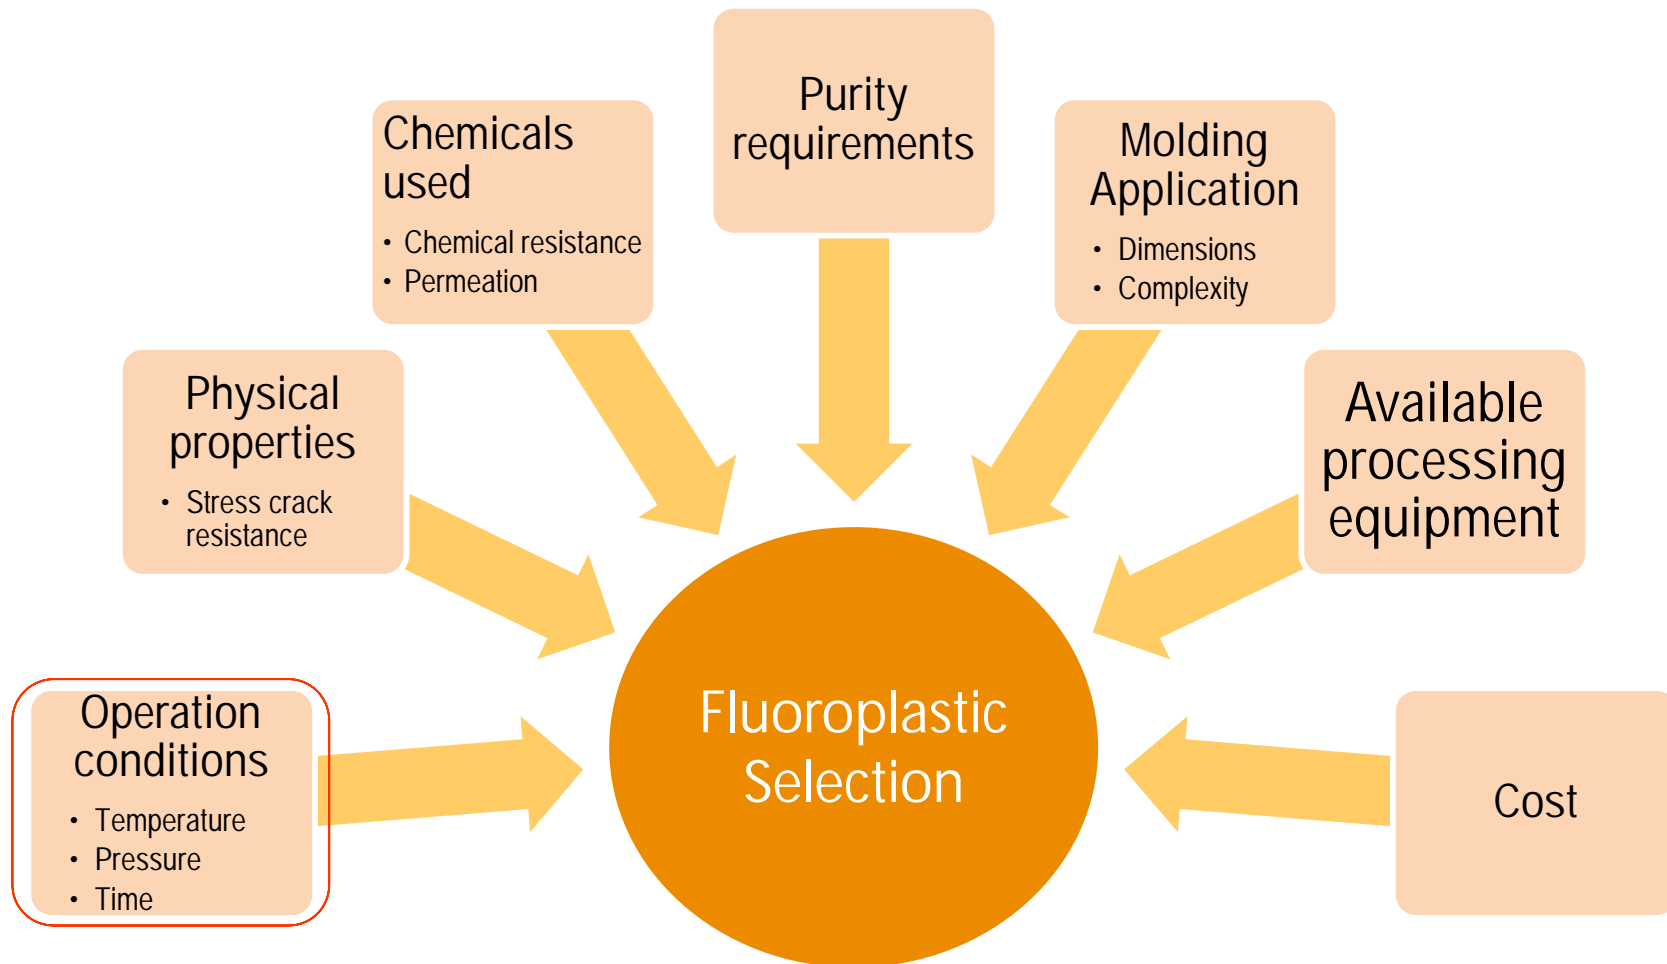 Purity
requirements
Chemicals
used
• Chemical resistance
• Permeation
Molding
Application
• Dimensions
• Complexity
Physical
properties
• Stress crack
resistance
Available
processing
equipment
Operation
conditions
• Temperature
• Pressure
• Time
Fluoroplastic
Selection
Cost